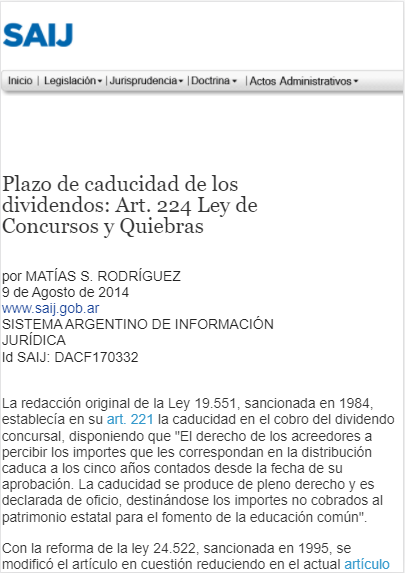 SAIJ
Inicio | Legislación | Jurisprudencia | Doctrina | Actos Administrativos
Plazo de caducidad de los
dividendos: Art. 224 Ley de
Concursos y Quiebras
por MATÍAS S. RODRÍGUEZ
9 de Agosto de 2014
www.saij.gob.ar
SISTEMA ARGENTINO DE INFORMACIÓN
JURÍDICA
Id SAIJ: DACF170332
La redacción original de la Ley 19.551, sancionada en 1984,
establecía en su art. 221 la caducidad en el cobro del dividendo
concursal, disponiendo que "El derecho de los acreedores a
percibir los importes que les correspondan en la distribución
caduca a los cinco años contados desde la fecha de su
aprobación. La caducidad se produce de pleno derecho y es
declarada de oficio, destinándose los importes no cobrados al
patrimonio estatal para el fomento de la educación común".
Con la reforma de la ley 24.522, sancionada en 1995, se
modificó el artículo en cuestión reduciendo en el actual artículo